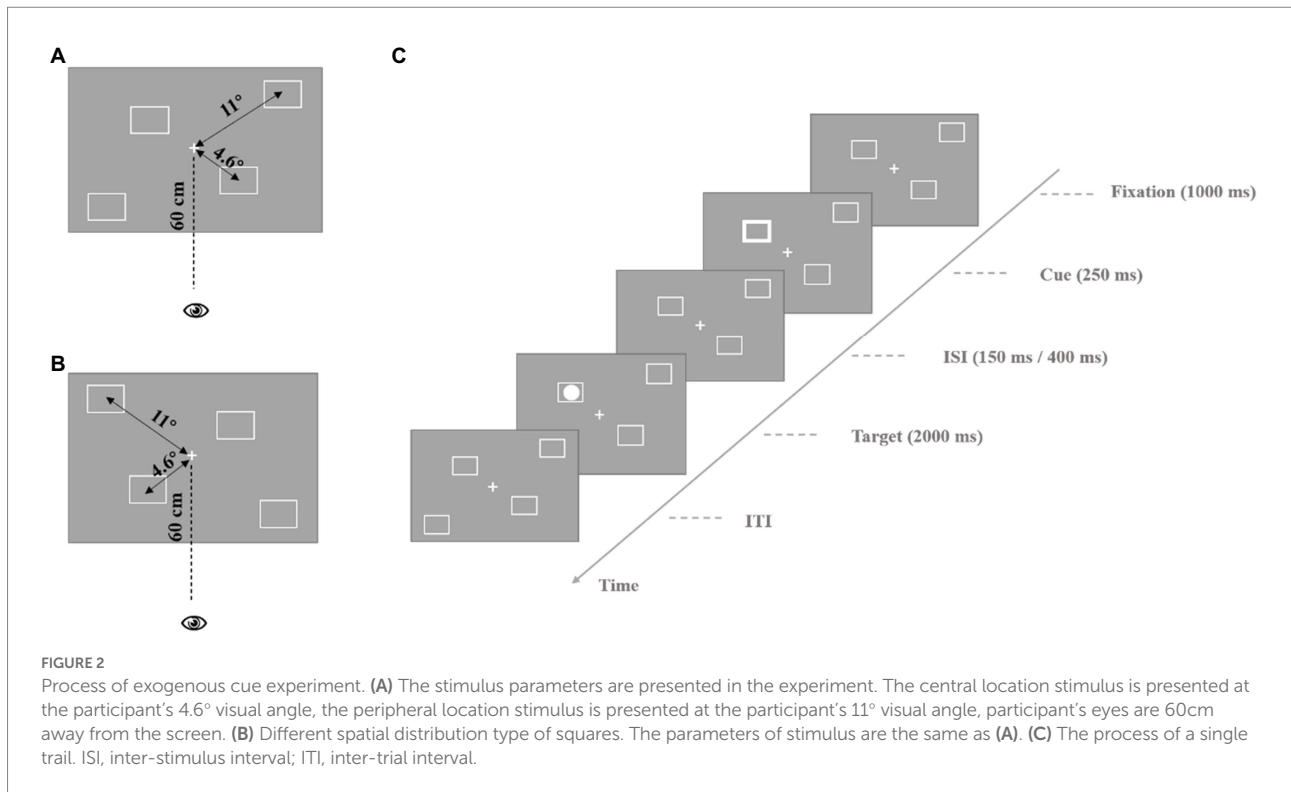 A
11°
4.6°
60 cm
B
11°
4.6°
60 cm
C
Fixation (1000 ms)
Cue (250 ms)
ISI (150 ms / 400 ms)
Target (2000 ms)
ITI
Time
FIGURE 2
Process of exogenous cue experiment. (A) The stimulus parameters are presented in the experiment. The central location stimulus is presented at
the participant's 4.6° visual angle, the peripheral location stimulus is presented at the participant's 11° visual angle, participant's eyes are 60cm
away from the screen. (B) Different spatial distribution type of squares. The parameters of stimulus are the same as (A). (C) The process of a single
trail. ISI, inter-stimulus interval; ITI, inter-trial interval.